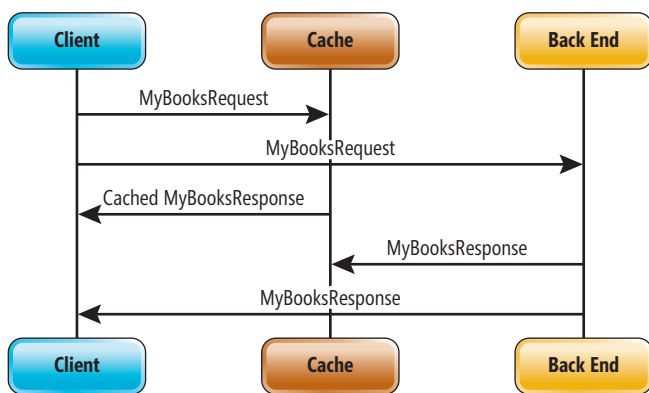 Client Cache Back End
MyBooksRequest
MyBooksRequest
Cached MyBooksResponse
MyBooksResponse
MyBooksResponse
Client Cache Back End